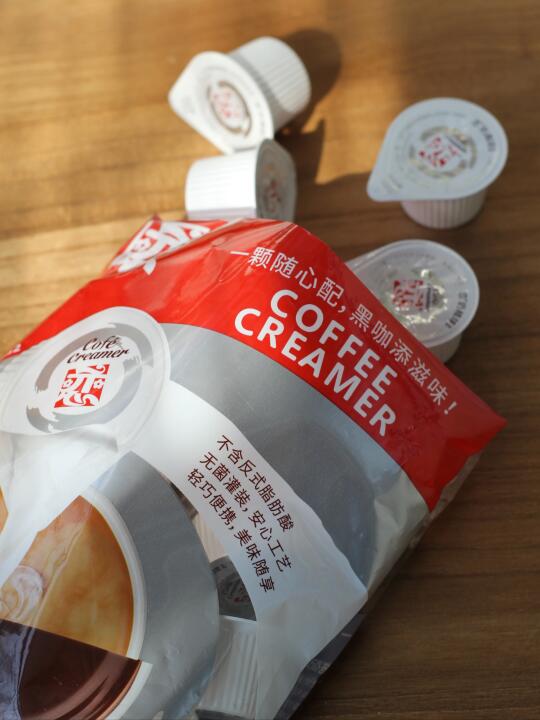 一颗随心配，黑咖添滋味！
COFFEE
CREAMER
Café
Creamer
不含反式脂肪酸
无菌灌装，安心工艺
轻巧便携，美味随享